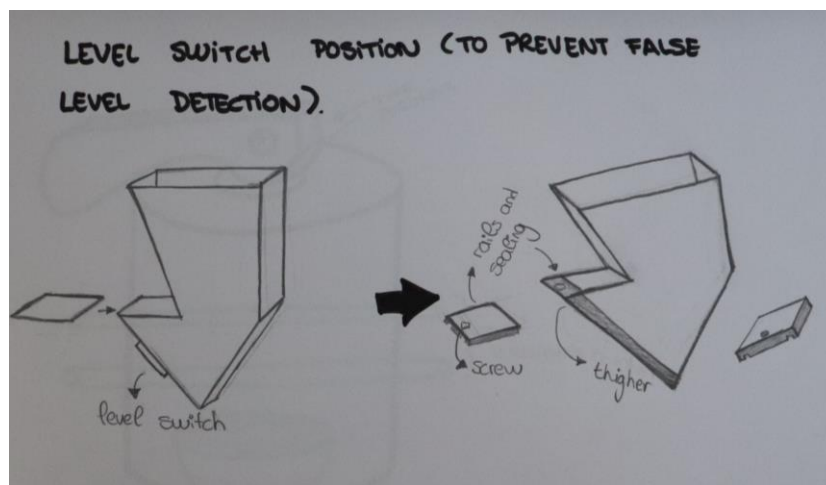 LEVEL SWITCH POSITION (TO PREVENT FALSE
LEVEL DETECTION).
rails and
sealing
screw
thigher
level switch